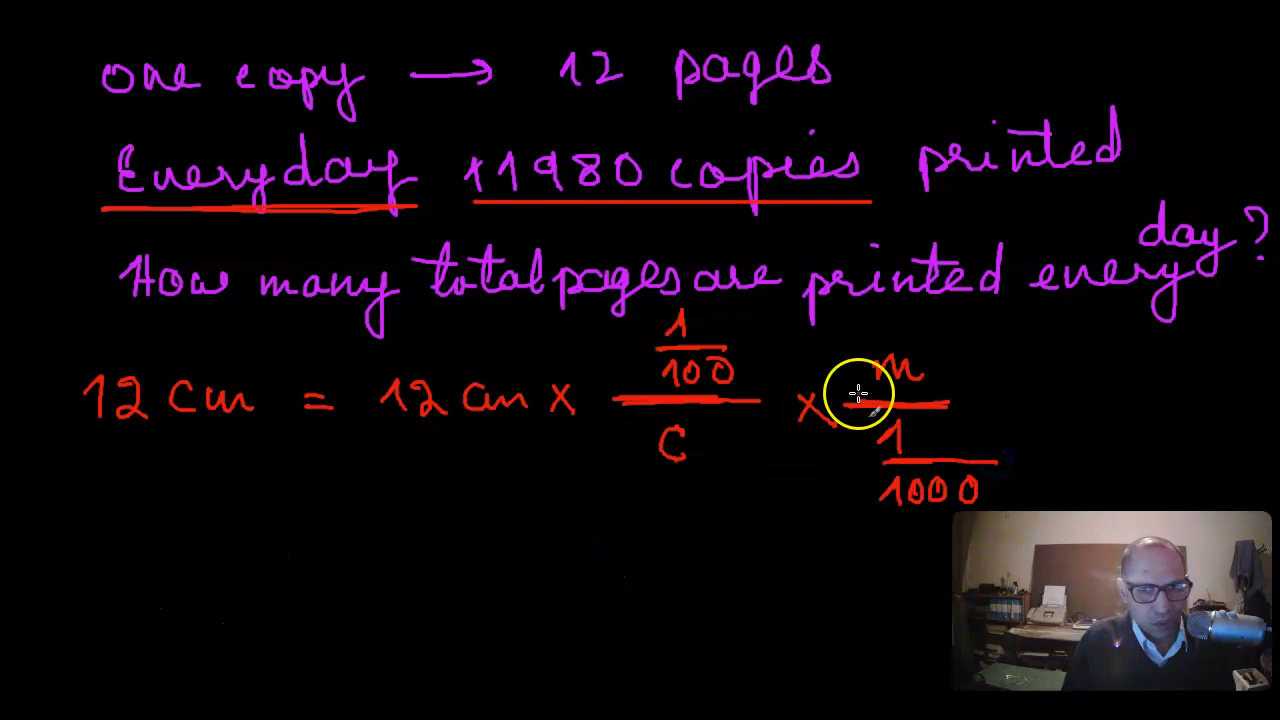 one copy → 12 pages
Everyday 11980 copies printed
How many total pages are printed every day?
12 cm = 12 cm × (1/100)/c × m/(1/1000)